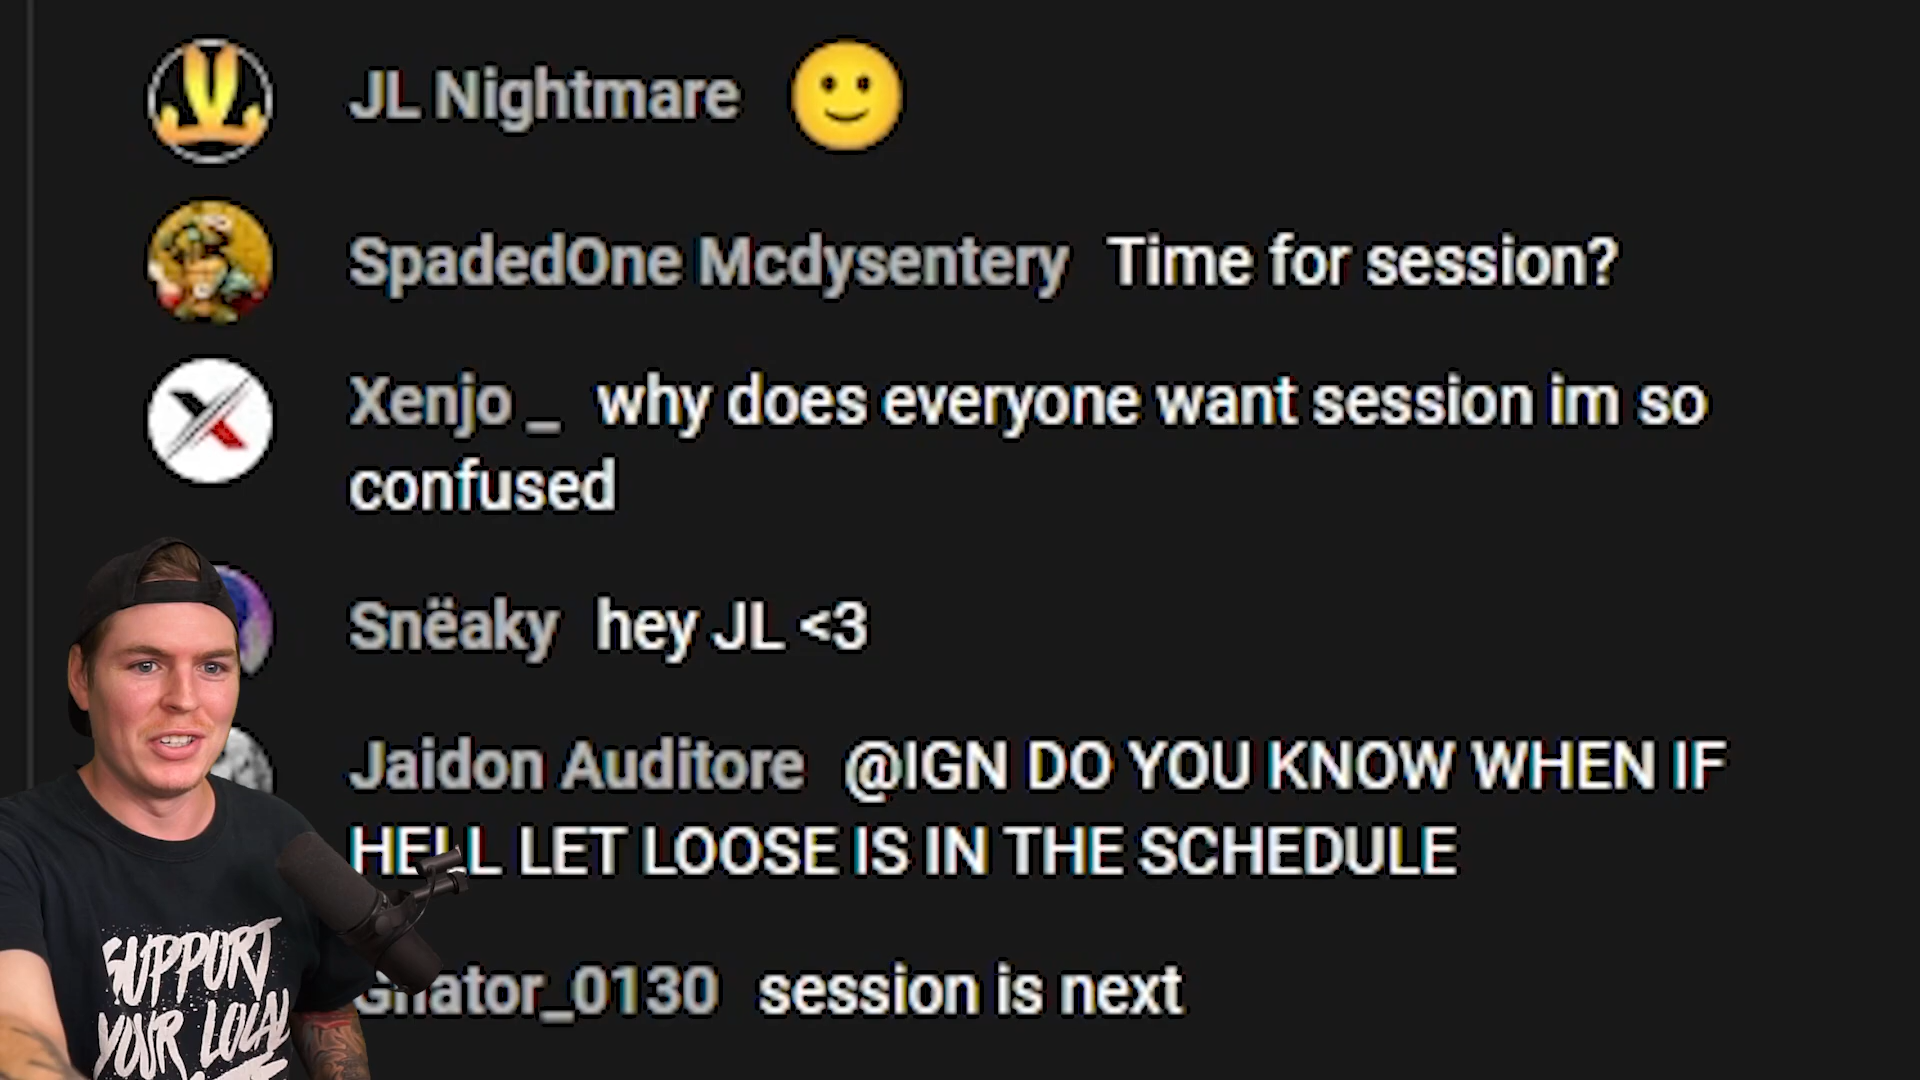 JL Nightmare 🙂
SpadedOne Mcdysentery Time for session?
Xenjo _ why does everyone want session im so
confused
Snëaky hey JL <3
Jaidon Auditore @IGN DO YOU KNOW WHEN IF
HELL LET LOOSE IS IN THE SCHEDULE
session is next
SUPPORT
YOUR LOCAL